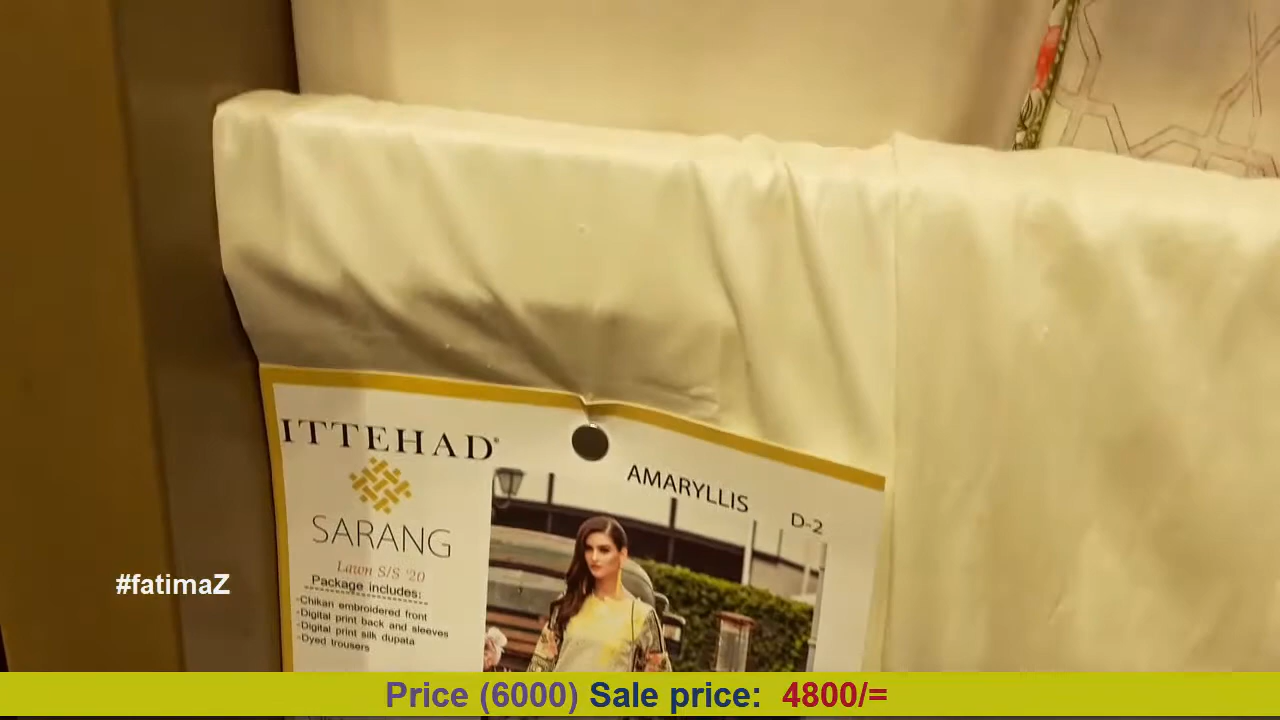 ITTEHAD®
AMARYLLIS
D-2
SARANG
Lawn S/S '20
Package includes:
-Chikan embroidered front
-Digital print back and sleeves
-Digital print silk dupata
-Dyed trousers
#fatimaZ
Price (6000) Sale price: 4800/=